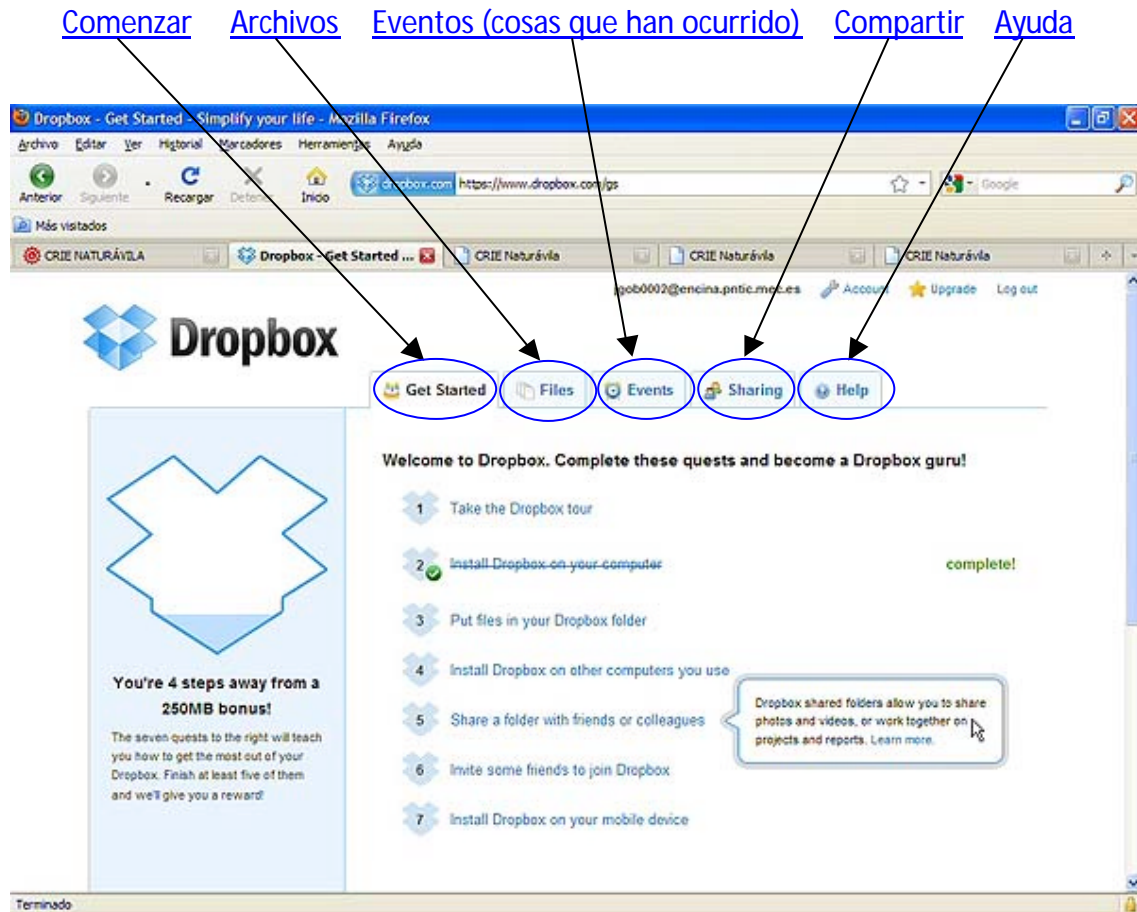 Comenzar Archivos Eventos (cosas que han ocurrido) Compartir Ayuda
Dropbox - Get Started - Simplify your life - Mozilla Firefox
Archivo Editar Ver Historial Marcadores Herramientas Ayuda
Anterior Siguiente Recargar Detener Inicio dropbox.com https://www.dropbox.com/gs Google
Más visitados
CRIE NATURÁVILA Dropbox - Get Started ... CRIE Naturávila CRIE Naturávila CRIE Naturávila
jgob0002@encina.pntic.mec.es Account Upgrade Log out
Dropbox
Get Started Files Events Sharing Help
Welcome to Dropbox. Complete these quests and become a Dropbox guru!
1 Take the Dropbox tour
2 Install Dropbox on your computer complete!
3 Put files in your Dropbox folder
4 Install Dropbox on other computers you use
5 Share a folder with friends or colleagues
Dropbox shared folders allow you to share
photos and videos, or work together on
projects and reports. Learn more.
6 Invite some friends to join Dropbox
7 Install Dropbox on your mobile device
You're 4 steps away from a
250MB bonus!
The seven quests to the right will teach
you how to get the most out of your
Dropbox. Finish at least five of them
and we'll give you a reward!
Terminado